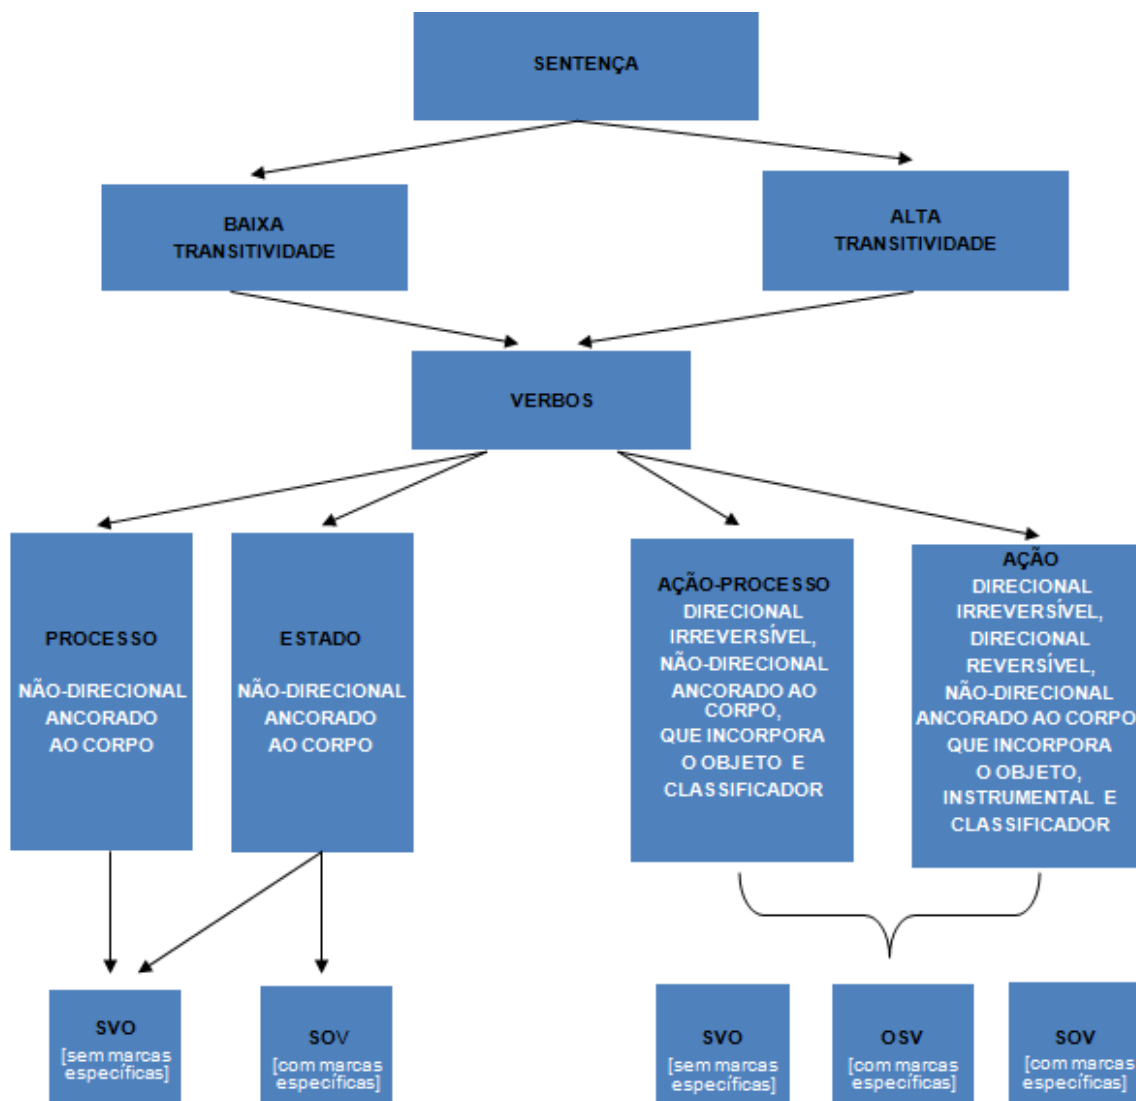 SENTENÇA
BAIXA
TRANSITIVIDADE
ALTA
TRANSITIVIDADE
VERBOS
PROCESSO
NÃO-DIRECIONAL
ANCORADO
AO CORPO
ESTADO
NÃO-DIRECIONAL
ANCORADO
AO CORPO
AÇÃO-PROCESSO
DIRECIONAL
IRREVERSÍVEL,
NÃO-DIRECIONAL
ANCORADO AO
CORPO,
QUE INCORPORA
O OBJETO E
CLASSIFICADOR
AÇÃO
DIRECIONAL
IRREVERSÍVEL,
DIRECIONAL
REVERSÍVEL,
NÃO-DIRECIONAL
ANCORADO AO CORPO
QUE INCORPORA
O OBJETO,
INSTRUMENTAL E
CLASSIFICADOR
SVO
[sem marcas
específicas]
SOV
[com marcas
específicas]
SVO
[sem marcas
específicas]
OSV
[com marcas
específicas]
SOV
[com marcas
específicas]